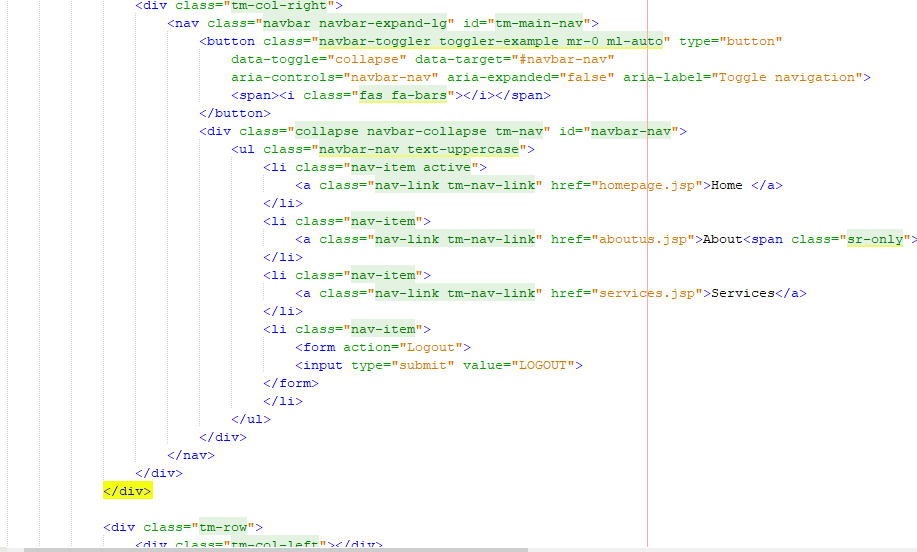 <div class="tm-col-right">
<nav class="navbar navbar-expand-lg" id="tm-main-nav">
<button class="navbar-toggler toggler-example mr-0 ml-auto" type="button"
data-toggle="collapse" data-target="#navbar-nav"
aria-controls="navbar-nav" aria-expanded="false" aria-label="Toggle navigation">
<span><i class="fas fa-bars"></i></span>
</button>
<div class="collapse navbar-collapse tm-nav" id="navbar-nav">
<ul class="navbar-nav text-uppercase">
<li class="nav-item active">
<a class="nav-link tm-nav-link" href="homepage.jsp">Home </a>
</li>
<li class="nav-item">
<a class="nav-link tm-nav-link" href="aboutus.jsp">About<span class="sr-only">
</li>
<li class="nav-item">
<a class="nav-link tm-nav-link" href="services.jsp">Services</a>
</li>
<li class="nav-item">
<form action="Logout">
<input type="submit" value="LOGOUT">
</form>
</li>
</ul>
</div>
</nav>
</div>
</div>
<div class="tm-row">
<div class="tm-col-left"></div>